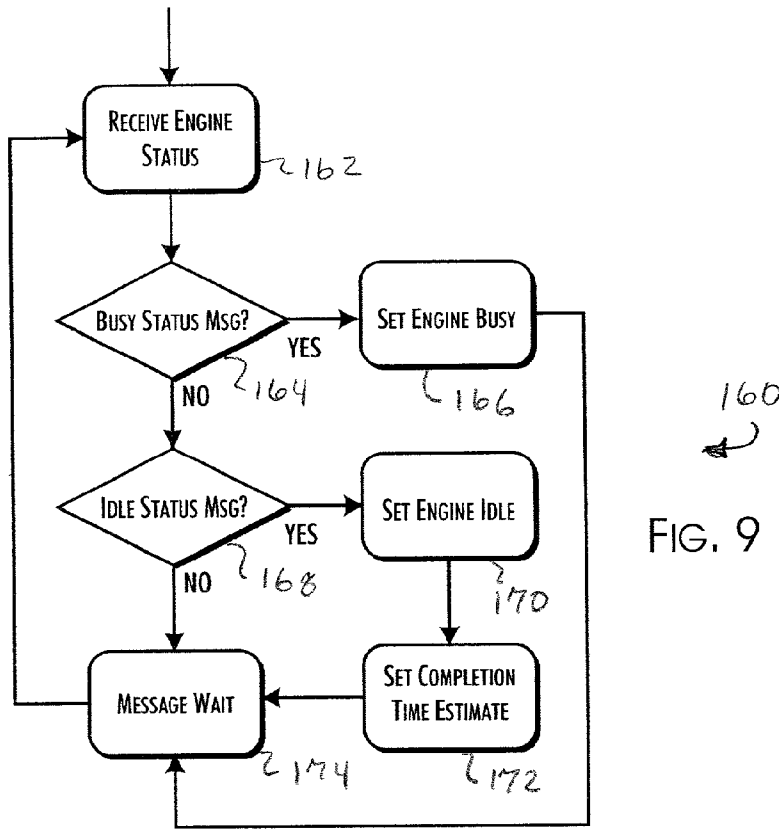 RECEIVE ENGINE
STATUS
162
BUSY STATUS MSG?
YES
NO
164
SET ENGINE BUSY
166
160
IDLE STATUS MSG?
YES
NO
168
SET ENGINE IDLE
170
FIG. 9
MESSAGE WAIT
174
SET COMPLETION
TIME ESTIMATE
172